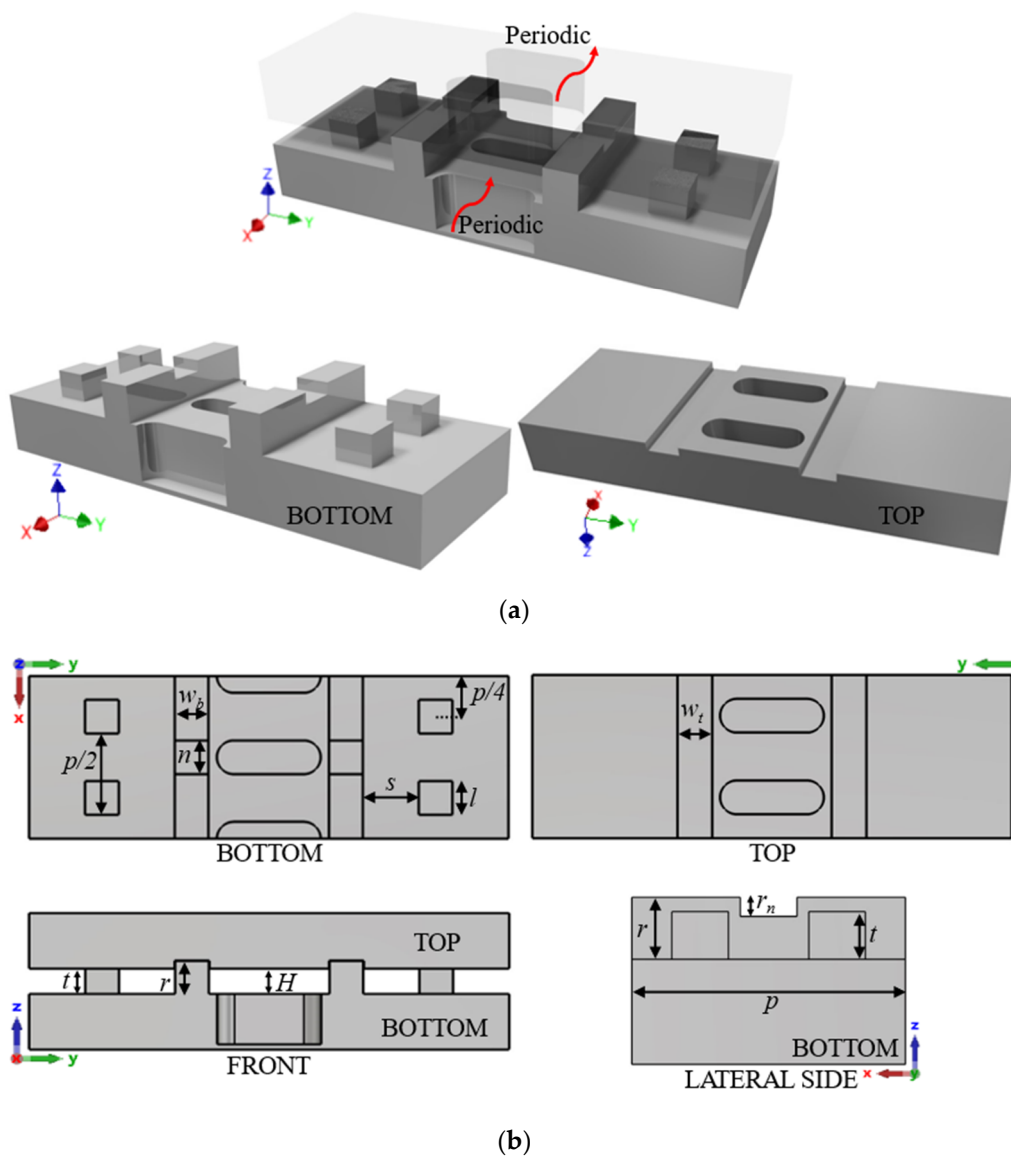 Periodic
Periodic
Z
X
Y
Z
X
Y
BOTTOM
X
Y
Z
TOP
(a)
z
y
x
w_b
p/4
n
p/2
s
l
BOTTOM
y
w_t
TOP
TOP
t
r
H
z
BOTTOM
x
y
FRONT
r_n
r
t
p
z
BOTTOM
x
y
LATERAL SIDE
(b)